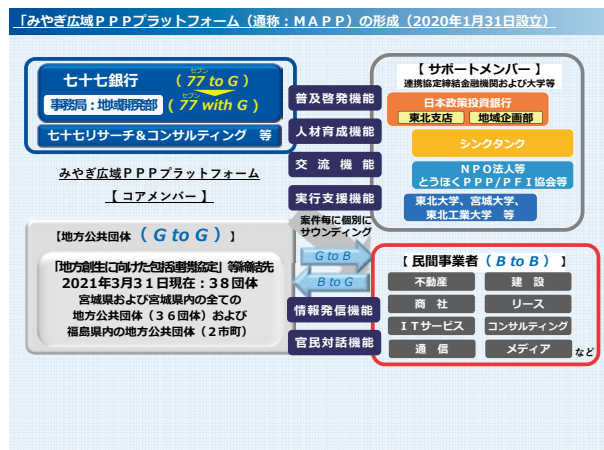 「みやぎ広域ＰＰＰプラットフォーム（通称：ＭＡＰＰ）の形成（2020年1月31日設立）
七十七銀行
セブン
（ 77 to G ）
事務局：地域開発部
セブン
（ 77 with G ）
七十七リサーチ＆コンサルティング　等
みやぎ広域ＰＰＰプラットフォーム
【 コアメンバー 】
【地方公共団体（ G to G ）】
「地方創生に向けた包括連携協定」等締結先
2021年3月３１日現在：３８団体
宮城県および宮城県内の全ての
地方公共団体（３６団体）および
福島県内の地方公共団体（２市町）
普及啓発機能
人材育成機能
交 流 機 能
実行支援機能
案件毎に個別に
サウンディング
G to B
B to G
情報発信機能
官民対話機能
【 サポートメンバー 】
連携協定締結金融機関および大学等
日本政策投資銀行
東北支店
地域企画部
シンクタンク
ＮＰＯ法人等
とうほくＰＰＰ/ＰＦＩ協会等
東北大学、宮城大学、
東北工業大学　等
【 民間事業者（ B to B ）】
不動産
建　設
商　社
リース
ＩＴサービス
コンサルティング
通　信
メディア
など